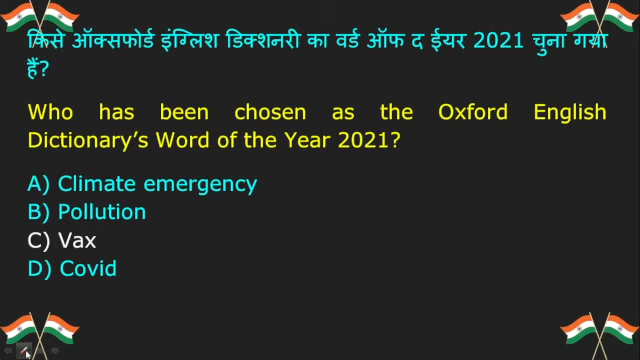 किसे ऑक्सफोर्ड इंग्लिश डिक्शनरी का वर्ड ऑफ द ईयर 2021 चुना गया
हैं?
Who has been chosen as the Oxford English
Dictionary's Word of the Year 2021?
A) Climate emergency
B) Pollution
C) Vax
D) Covid